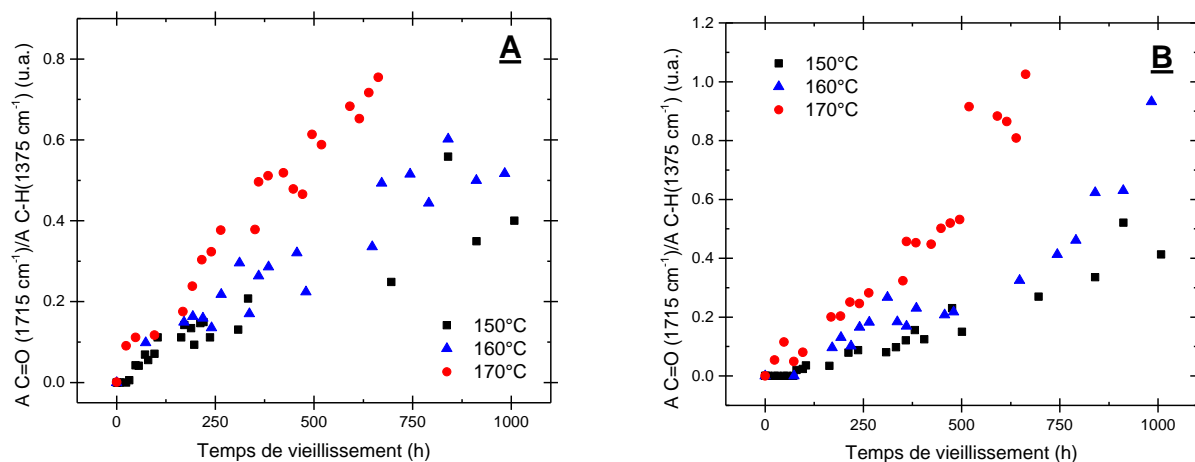 A
0.8
0.6
0.4
0.2
0.0
A C=O (1715 cm-1)/A C-H(1375 cm-1) (u.a.)
150°C
160°C
170°C
0 250 500 750 1000
Temps de vieillissement (h)
B
1.2
1.0
0.8
0.6
0.4
0.2
0.0
A C=O (1715 cm-1)/A C-H(1375 cm-1) (u.a.)
150°C
160°C
170°C
0 250 500 750 1000
Temps de vieillissement (h)